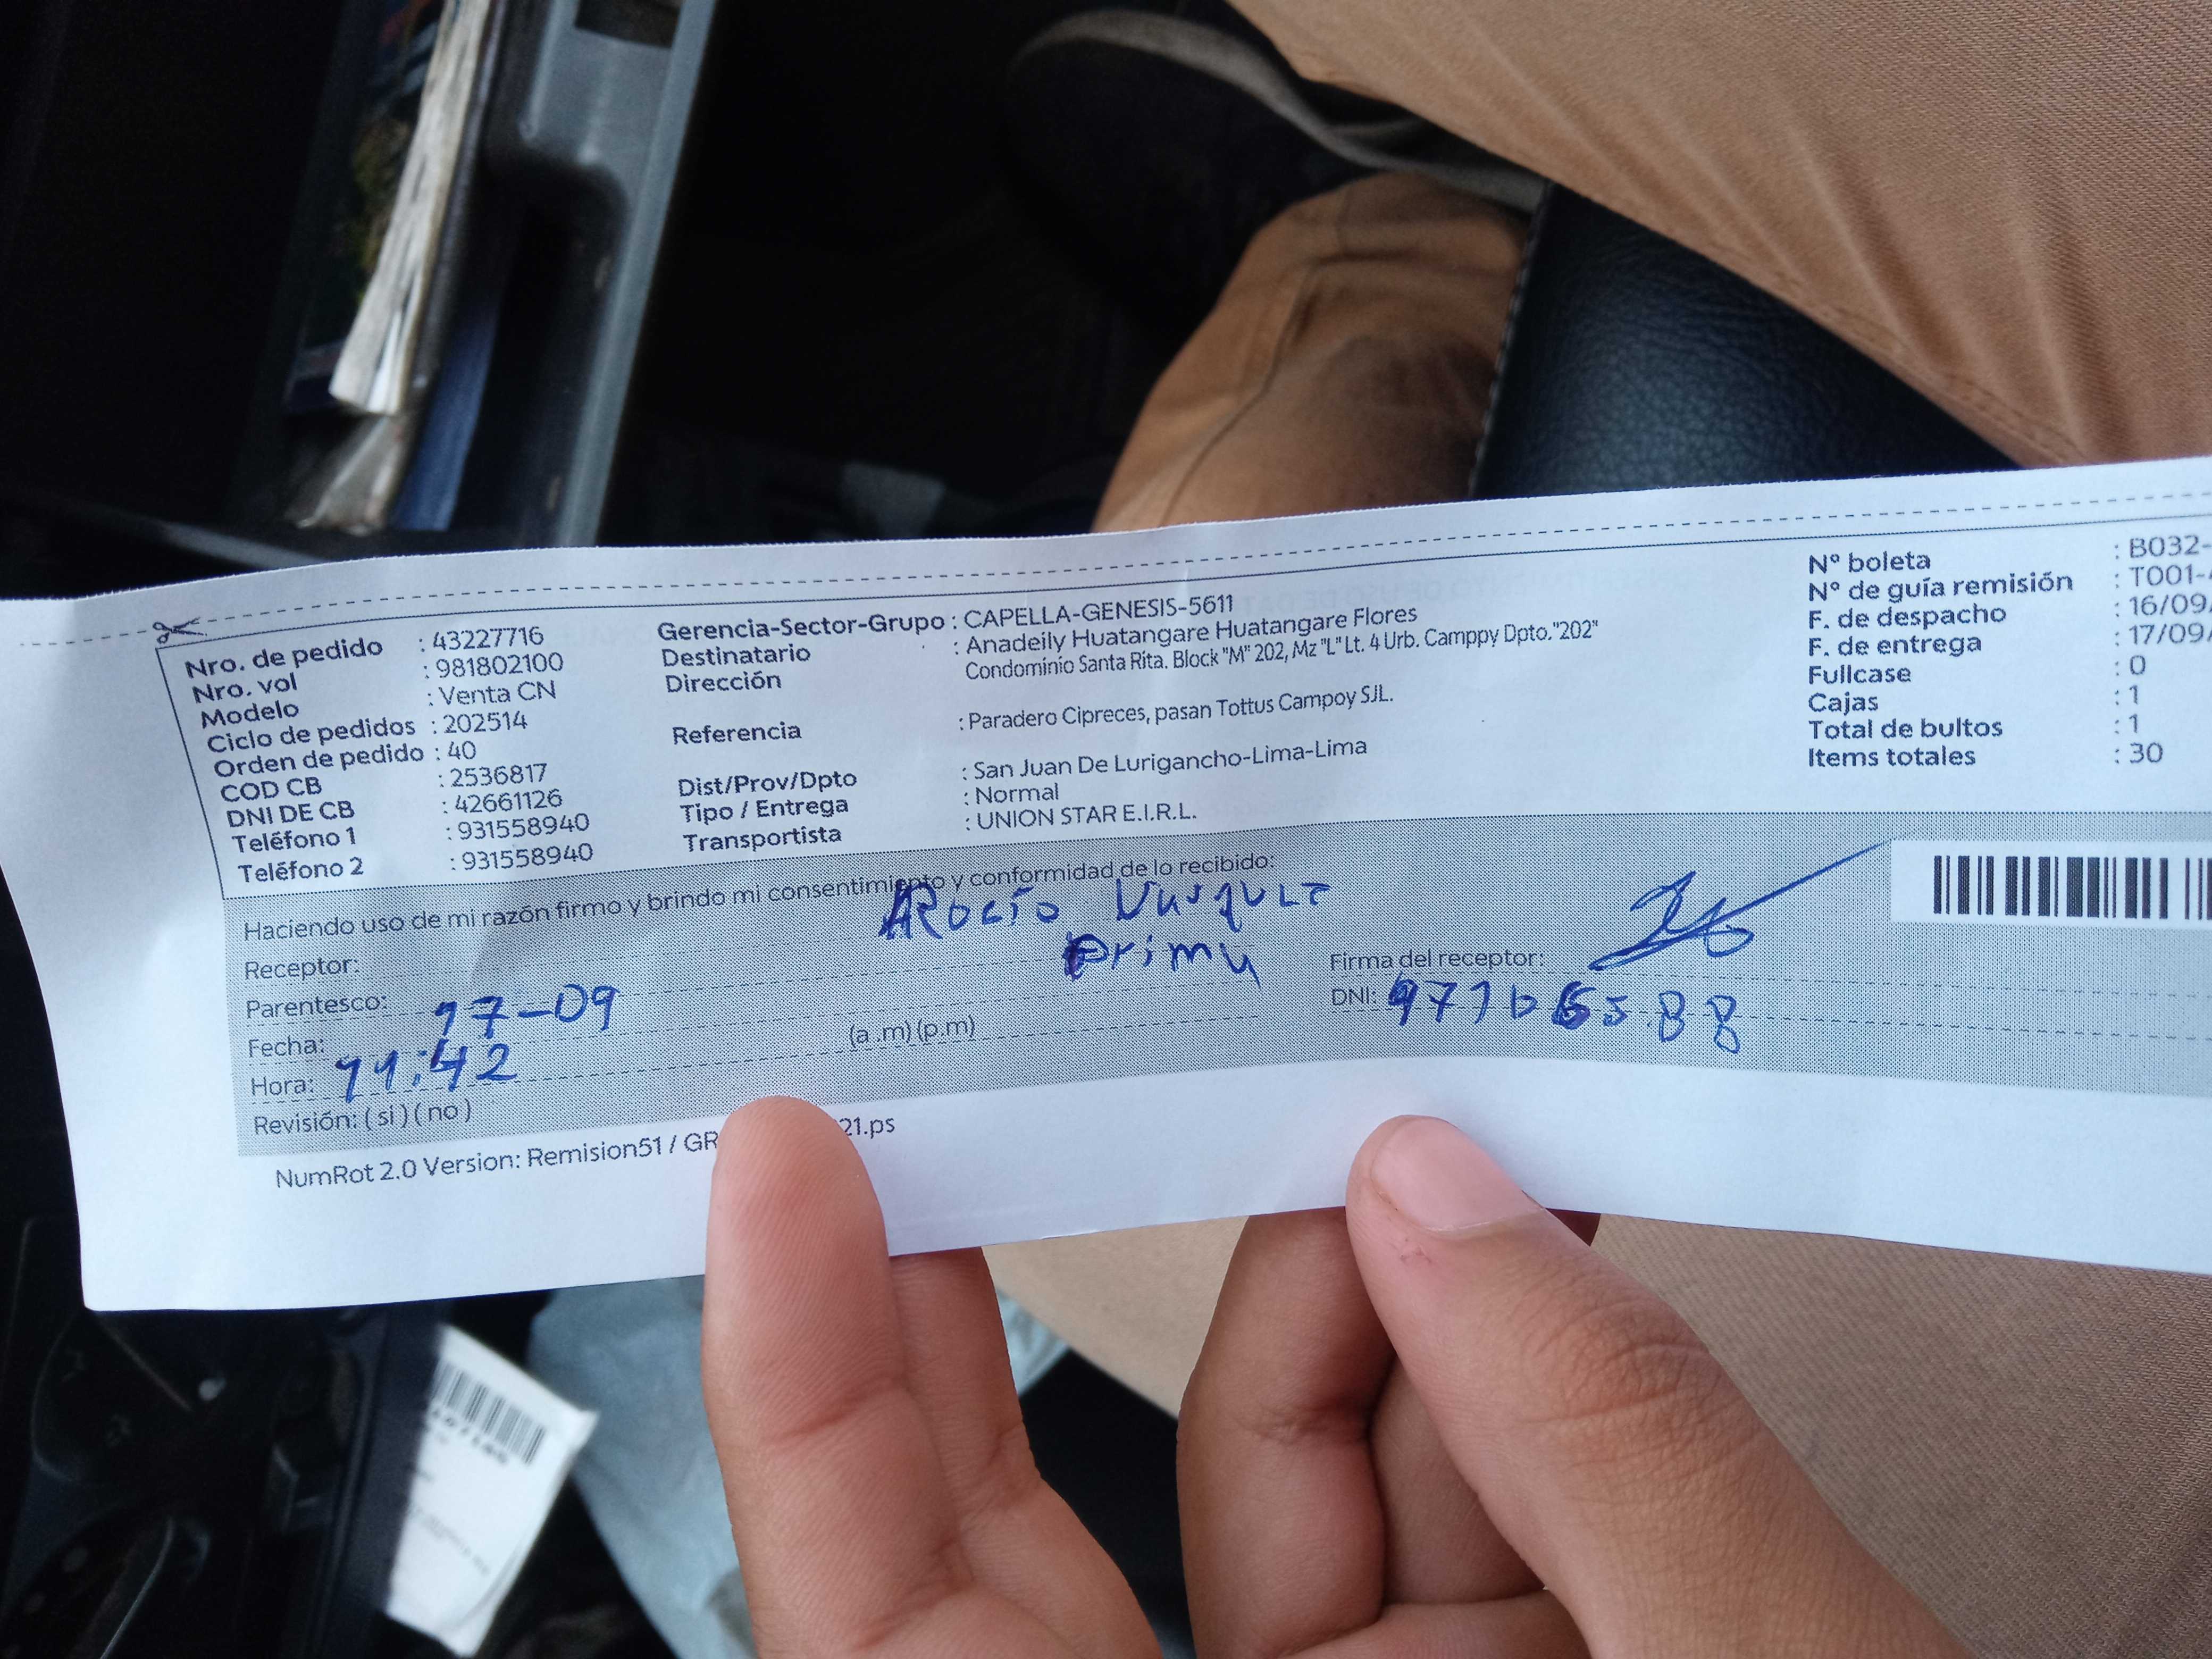 Nro. de pedido : 43227716
Nro. vol : 981802100
Modelo : Venta CN
Ciclo de pedidos : 202514
Orden de pedido : 40
COD CB : 2536817
DNI DE CB : 42661126
Teléfono 1 : 931558940
Teléfono 2 : 931558940
Gerencia-Sector-Grupo : CAPELLA-GENESIS-5611
Destinatario : Anadeily Huatangare Huatangare Flores
Dirección Condominio Santa Rita. Block "M" 202, Mz "L" Lt. 4 Urb. Camppy Dpto."202"
Referencia : Paradero Cipreces, pasan Tottus Campoy SJL.
Dist/Prov/Dpto : San Juan De Lurigancho-Lima-Lima
Tipo / Entrega : Normal
Transportista : UNION STAR E.I.R.L.
N° boleta : B032-
N° de guía remisión : T001-
F. de despacho : 16/09/
F. de entrega : 17/09/
Fullcase : 0
Cajas : 1
Total de bultos : 1
Items totales : 30
Haciendo uso de mi razón firmo y brindo mi consentimiento y conformidad de lo recibido:
Receptor: Rocío
Parentesco:
Fecha: 17-09
Hora: 11:42 (a .m) (p.m)
Revisión: ( si ) ( no )
Firma del receptor:
DNI:
NumRot 2.0 Version: Remision51 / GR 21.ps